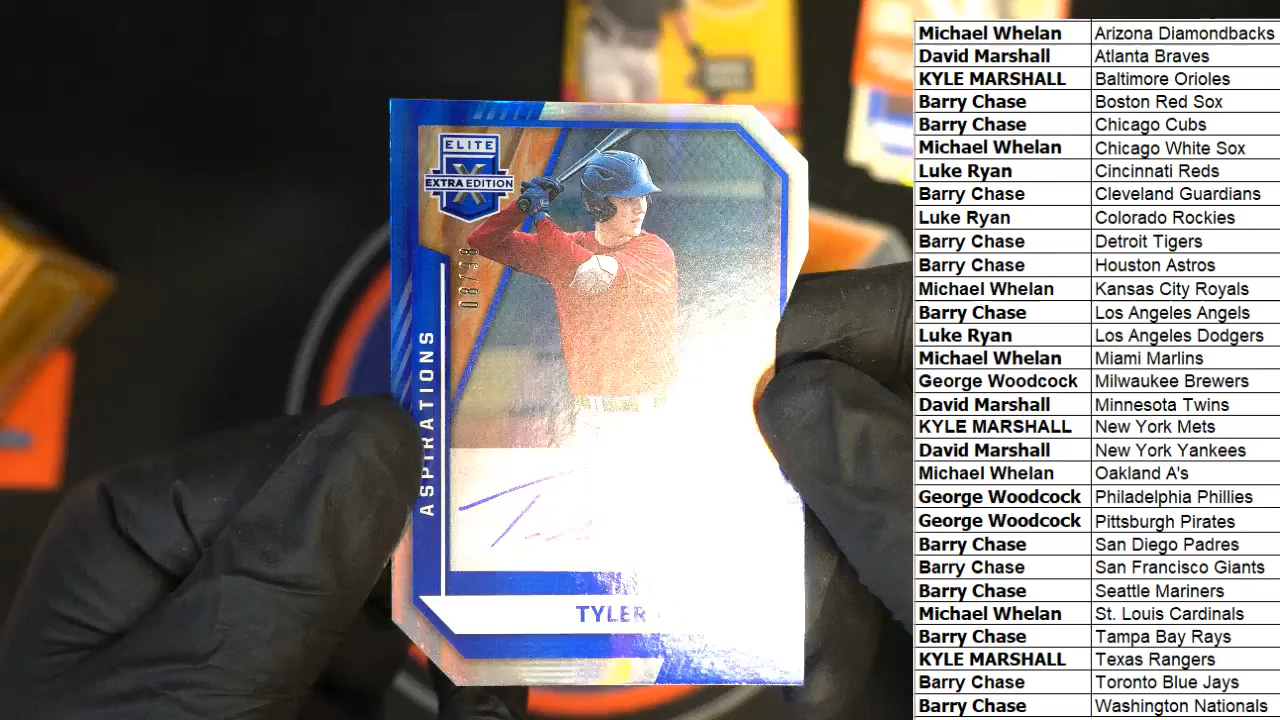 ELITE
X
EXTRA EDITION
ASPIRATIONS
TYLER
Michael Whelan Arizona Diamondbacks
David Marshall Atlanta Braves
KYLE MARSHALL Baltimore Orioles
Barry Chase Boston Red Sox
Barry Chase Chicago Cubs
Michael Whelan Chicago White Sox
Luke Ryan Cincinnati Reds
Barry Chase Cleveland Guardians
Luke Ryan Colorado Rockies
Barry Chase Detroit Tigers
Barry Chase Houston Astros
Michael Whelan Kansas City Royals
Barry Chase Los Angeles Angels
Luke Ryan Los Angeles Dodgers
Michael Whelan Miami Marlins
George Woodcock Milwaukee Brewers
David Marshall Minnesota Twins
KYLE MARSHALL New York Mets
David Marshall New York Yankees
Michael Whelan Oakland A's
George Woodcock Philadelphia Phillies
George Woodcock Pittsburgh Pirates
Barry Chase San Diego Padres
Barry Chase San Francisco Giants
Barry Chase Seattle Mariners
Michael Whelan St. Louis Cardinals
Barry Chase Tampa Bay Rays
KYLE MARSHALL Texas Rangers
Barry Chase Toronto Blue Jays
Barry Chase Washington Nationals